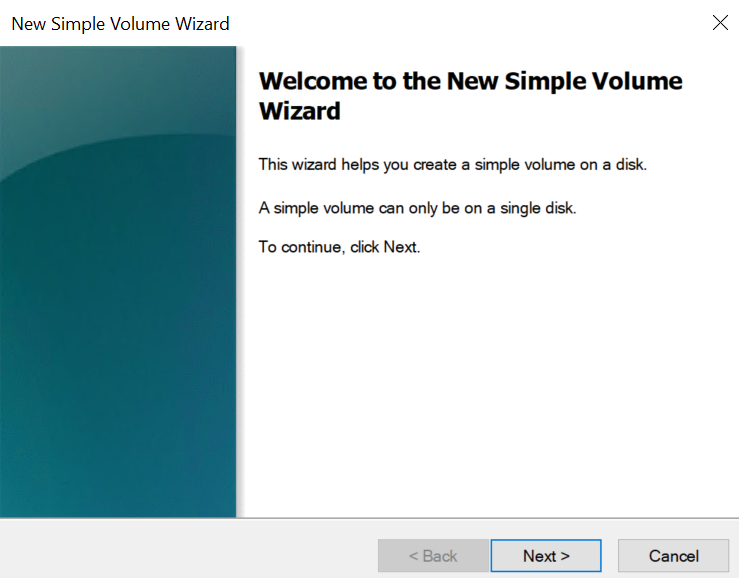 New Simple Volume Wizard
Welcome to the New Simple Volume
Wizard
This wizard helps you create a simple volume on a disk.
A simple volume can only be on a single disk.
To continue, click Next.
< Back
Next >
Cancel